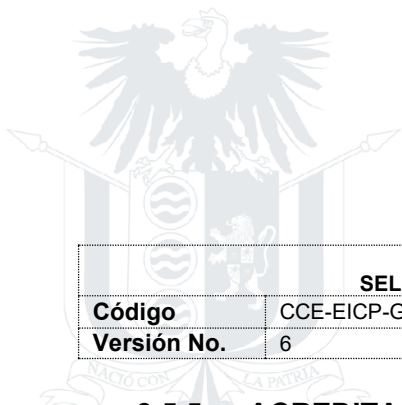 SEL
Código CCE-EICP-G
Versión No. 6
NACIÓ CON LA PATRIA